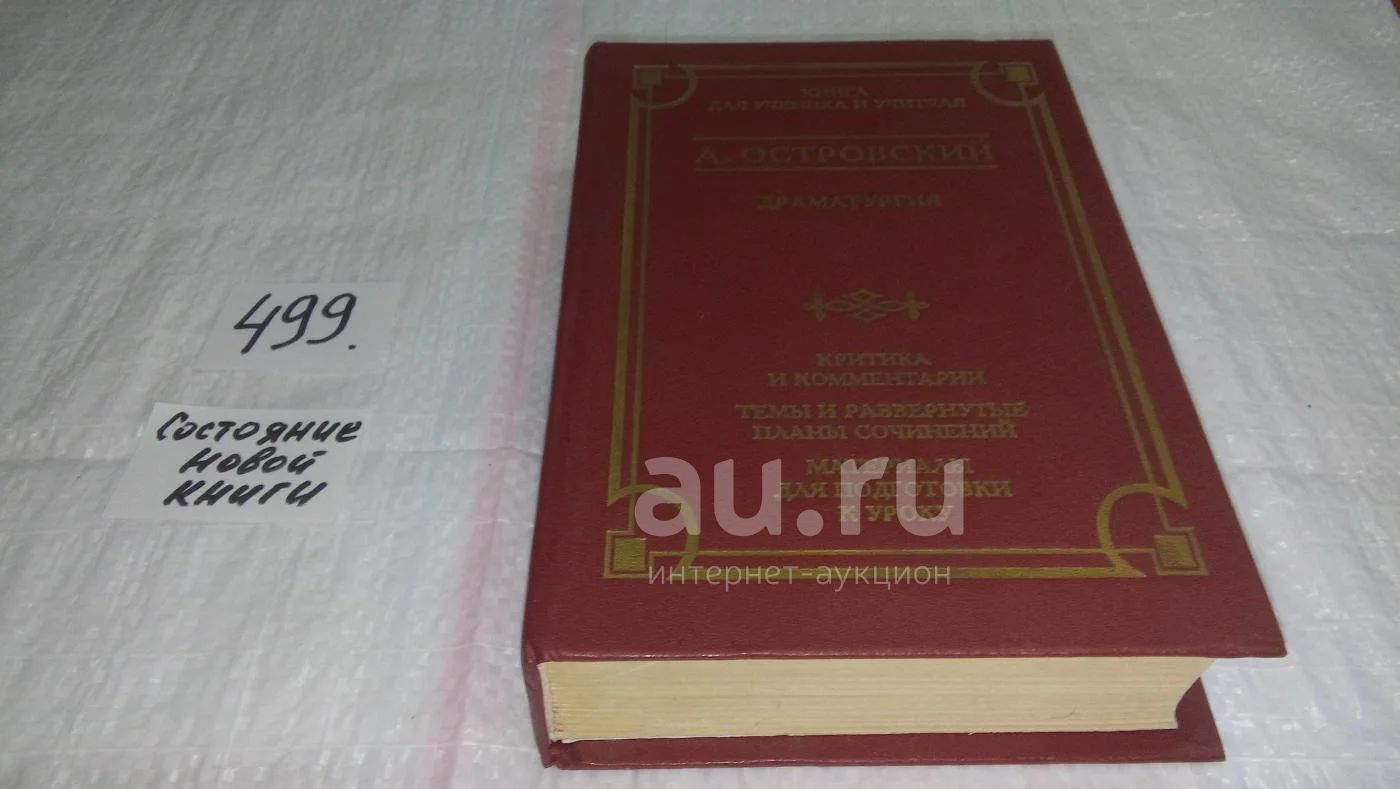 КНИГА
ДЛЯ УЧЕНИКА И УЧИТЕЛЯ
А. ОСТРОВСКИЙ
ДРАМАТУРГИЯ
КРИТИКА
И КОММЕНТАРИИ
ТЕМЫ И РАЗВЕРНУТЫЕ
ПЛАНЫ СОЧИНЕНИЙ
МАТЕРИАЛЫ
ДЛЯ ПОДГОТОВКИ
К УРОКУ
499.
Состояние
новой
книги
au.ru
интернет-аукцион